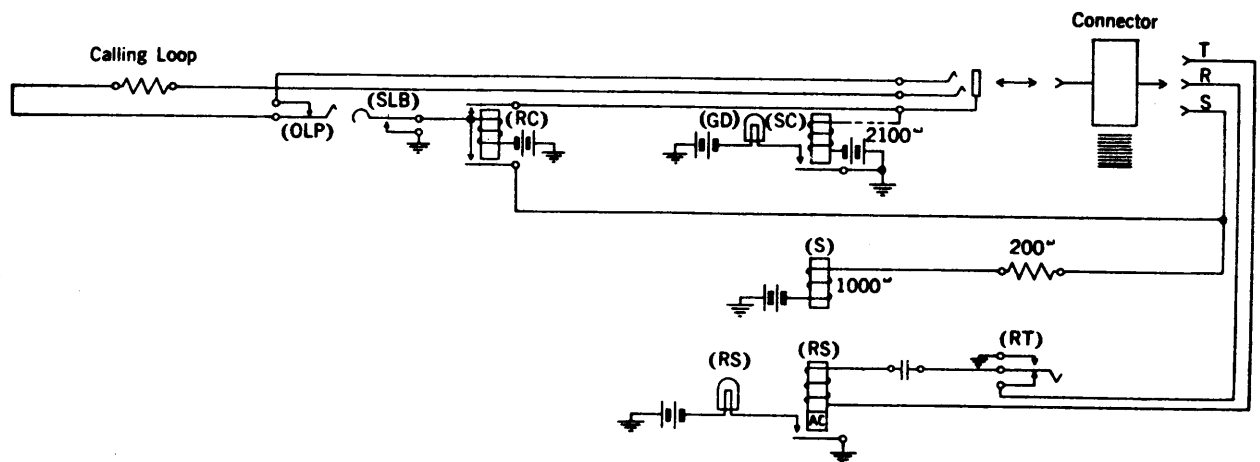 Connector
Calling Loop
T
R
S
(OLP)
(SLB)
(RC)
(GD)
(SC)
2100ω
(S)
200ω
1000ω
(RT)
(RS)
(RS)
AC